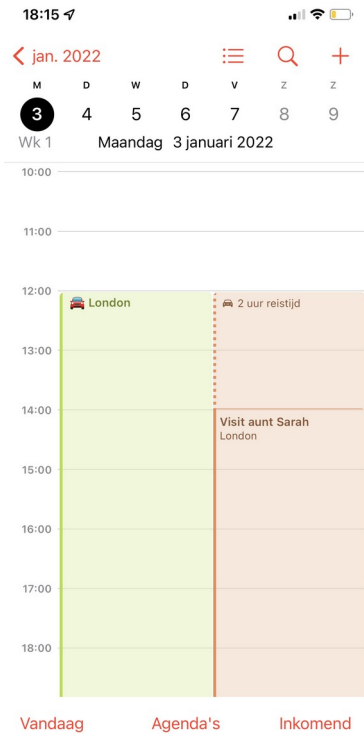 18:15
jan. 2022
M D W D V Z Z
3 4 5 6 7 8 9
Wk 1 Maandag 3 januari 2022
10:00
11:00
12:00
🚘 London
2 uur reistijd
13:00
14:00
Visit aunt Sarah
London
15:00
16:00
17:00
18:00
Vandaag Agenda's Inkomend